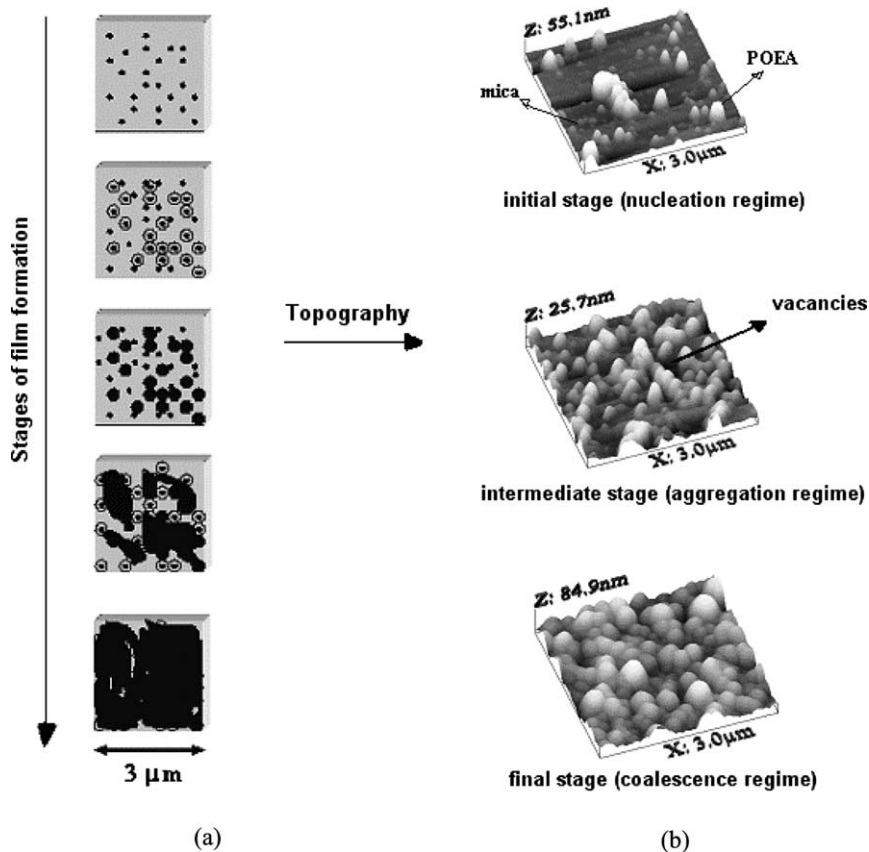 Stages of film formation
3 μm
(a)
Topography
Z: 55.1nm
POEA
mica
X: 3.0μm
initial stage (nucleation regime)
Z: 25.7nm
vacancies
X: 3.0μm
intermediate stage (aggregation regime)
Z: 84.9nm
X: 3.0μm
final stage (coalescence regime)
(b)